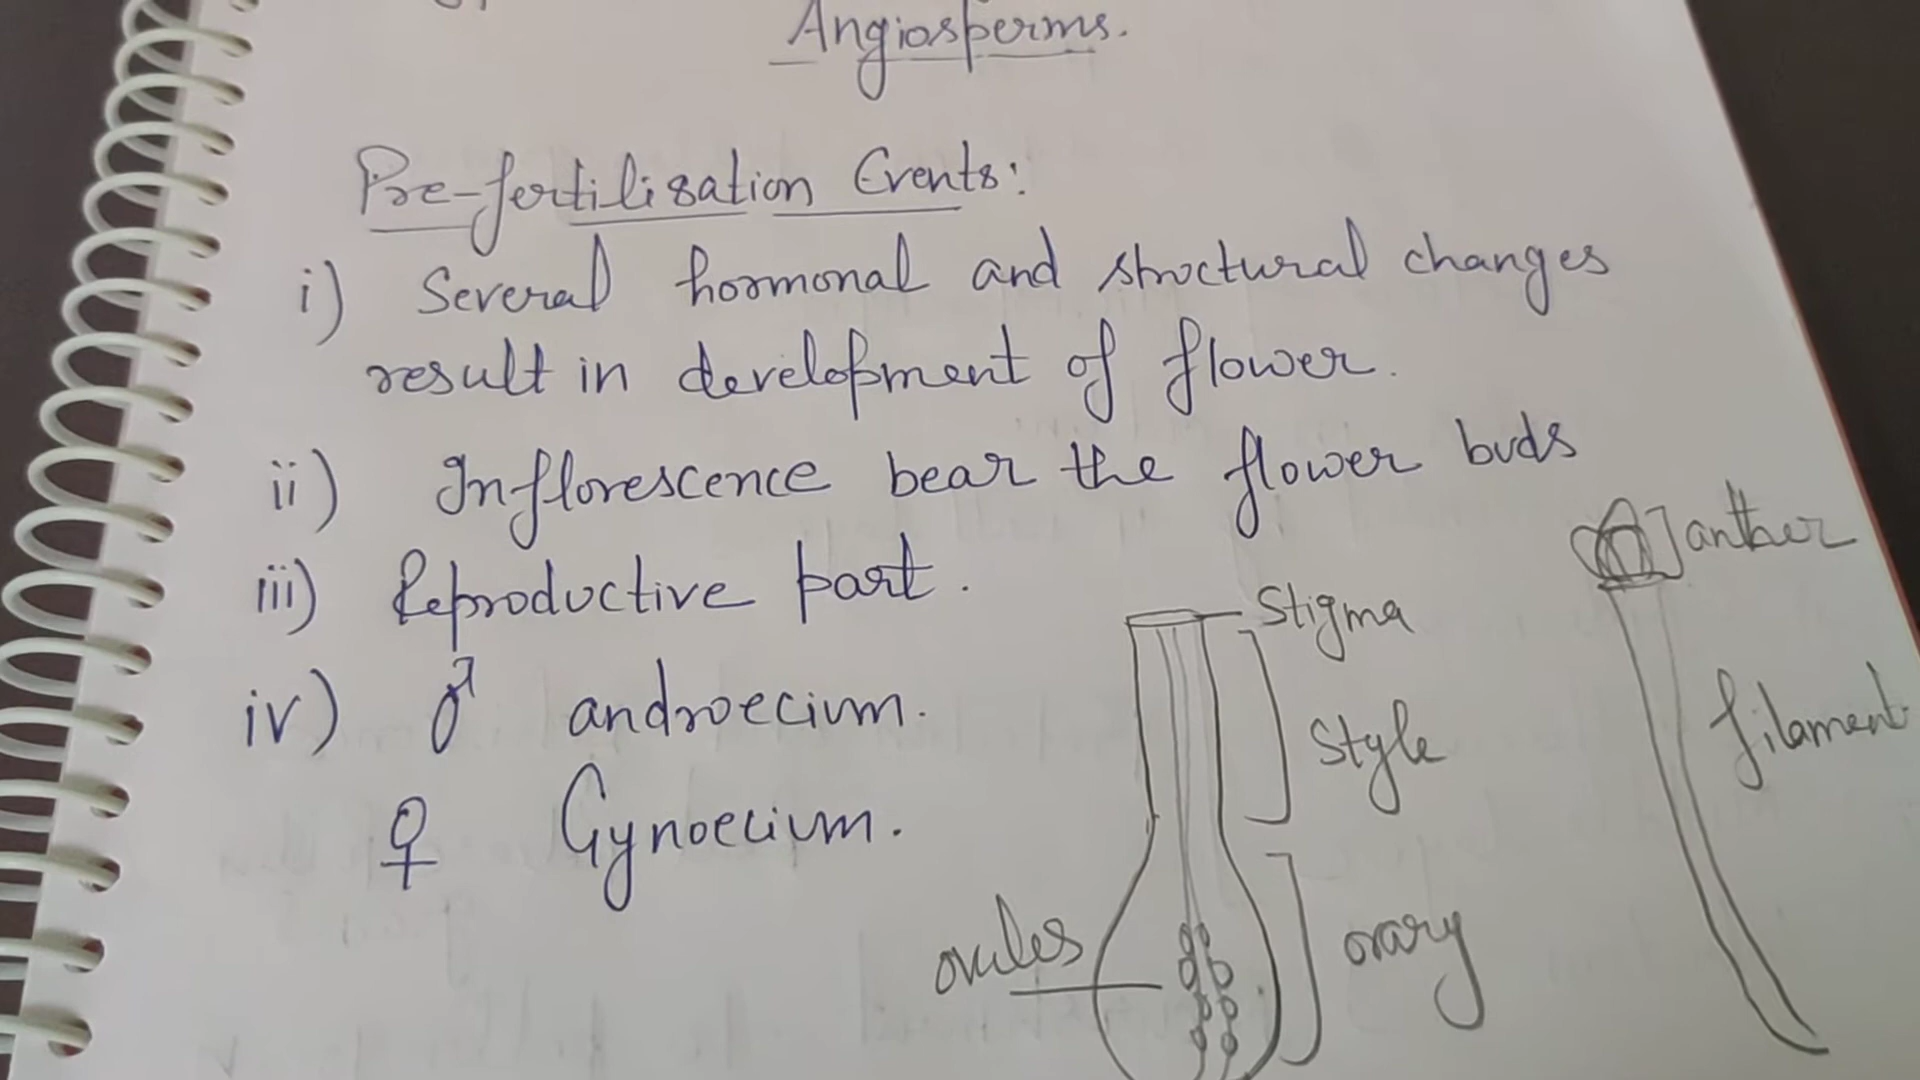 Angiosperms.
Pre-fertilisation Events:
i) Several hormonal and structural changes
result in development of flower.
ii) Inflorescence bear the flower buds
iii) Reproductive part.
iv) ♂ androecium.
♀ Gynoecium.
anther
filament
Stigma
Style
ovary
ovules